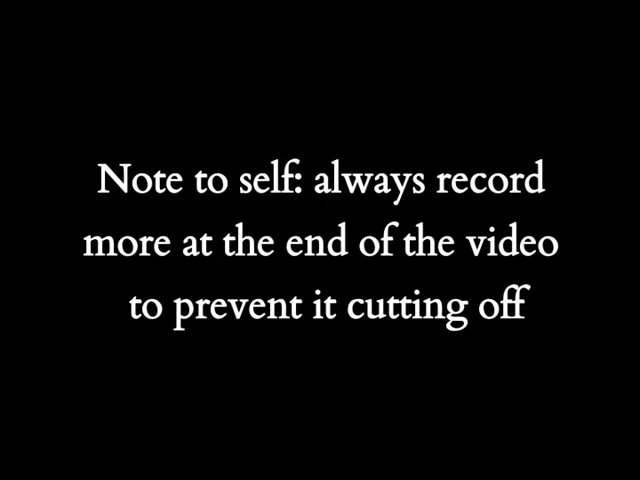 Note to self: always record
more at the end of the video
to prevent it cutting off